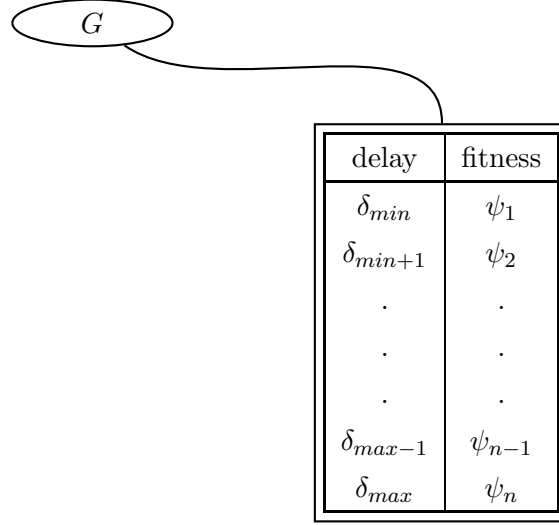 G
delay fitness
δ_min ψ_1
δ_min+1 ψ_2
. .
. .
. .
δ_max−1 ψ_n−1
δ_max ψ_n